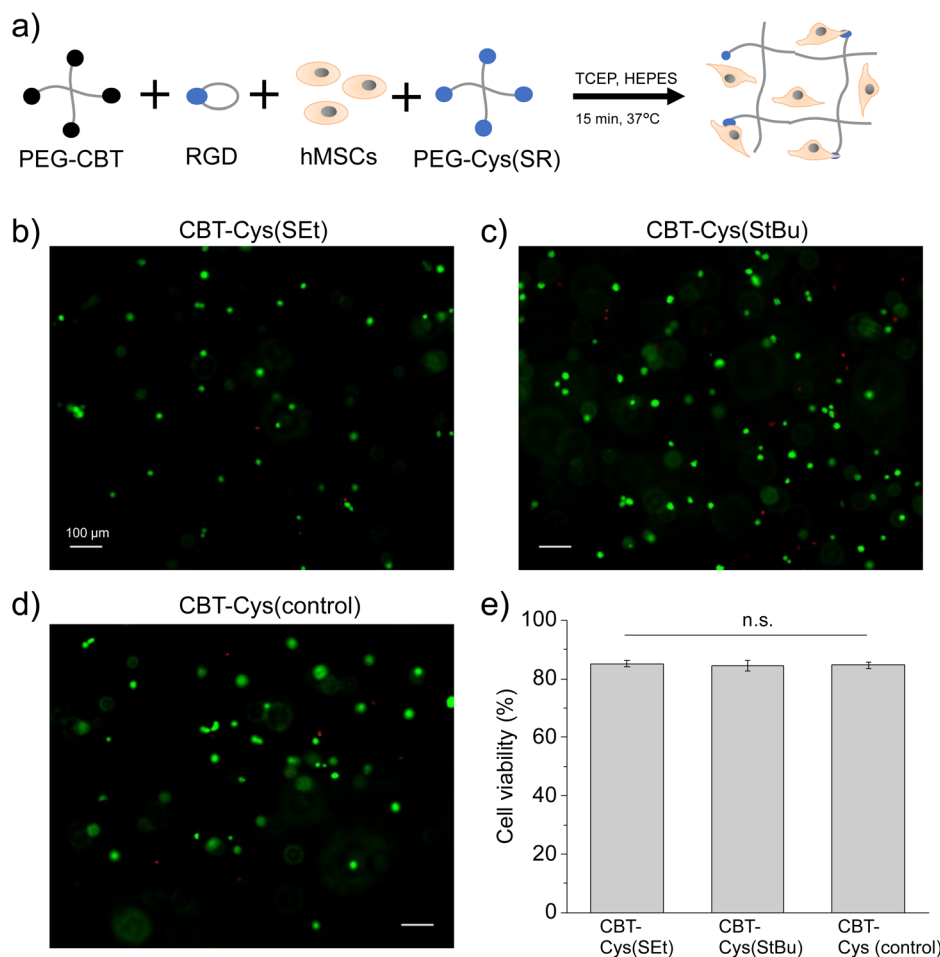 a)
TCEP, HEPES
15 min, 37ºC
PEG-CBT
RGD
hMSCs
PEG-Cys(SR)
b)
CBT-Cys(SEt)
100 µm
c)
CBT-Cys(StBu)
d)
CBT-Cys(control)
e)
n.s.
Cell viability (%)
100
80
60
40
20
0
CBT-
Cys(SEt)
CBT-
Cys(StBu)
CBT-
Cys (control)